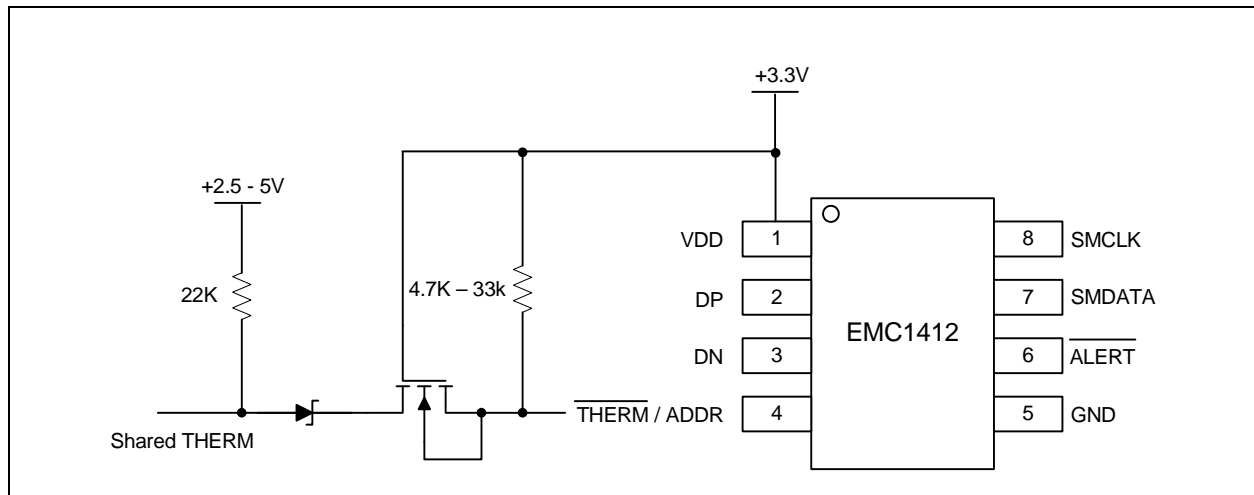 +3.3V
+2.5 - 5V
22K
4.7K – 33k
Shared THERM
THERM / ADDR
VDD
DP
DN
1
2
3
4
EMC1412
8
7
6
5
SMCLK
SMDATA
ALERT
GND